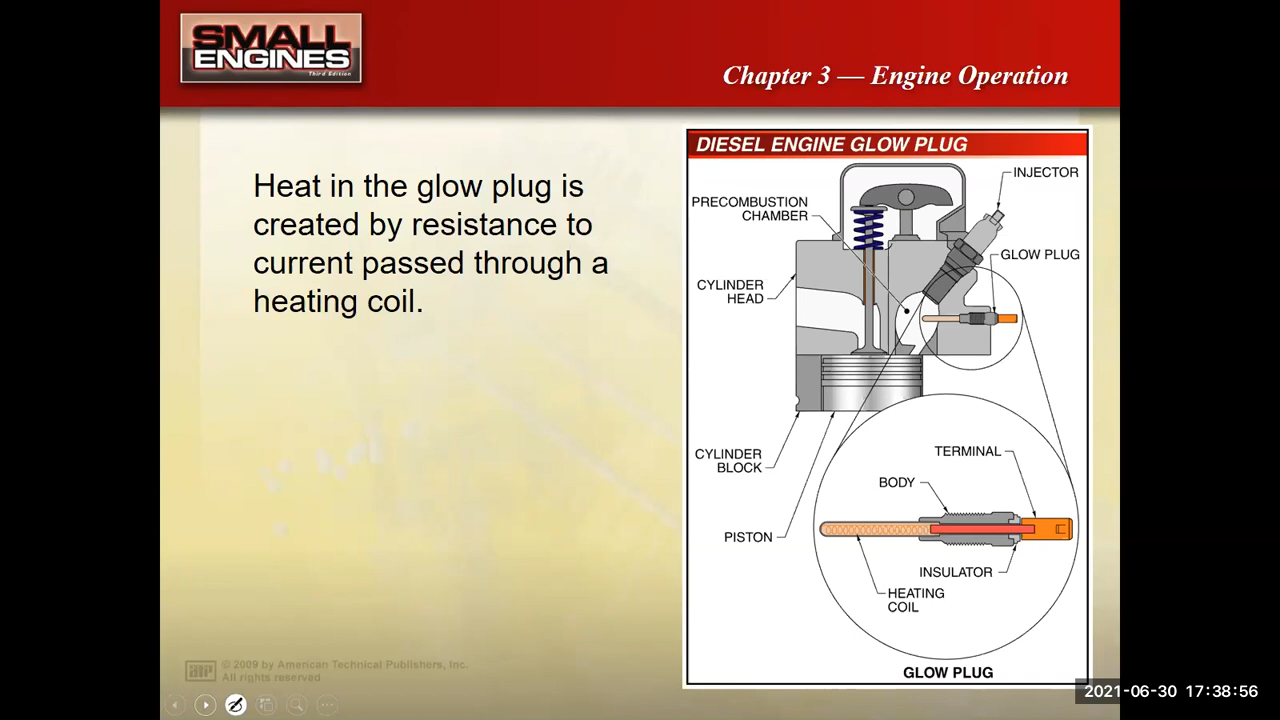 SMALL
ENGINES
Third Edition
Chapter 3 — Engine Operation
Heat in the glow plug is
created by resistance to
current passed through a
heating coil.
DIESEL ENGINE GLOW PLUG
INJECTOR
PRECOMBUSTION
CHAMBER
GLOW PLUG
CYLINDER
HEAD
CYLINDER
BLOCK
TERMINAL
BODY
PISTON
INSULATOR
HEATING
COIL
GLOW PLUG
© 2009 by American Technical Publishers, Inc.
All rights reserved
2021-06-30 17:38:56